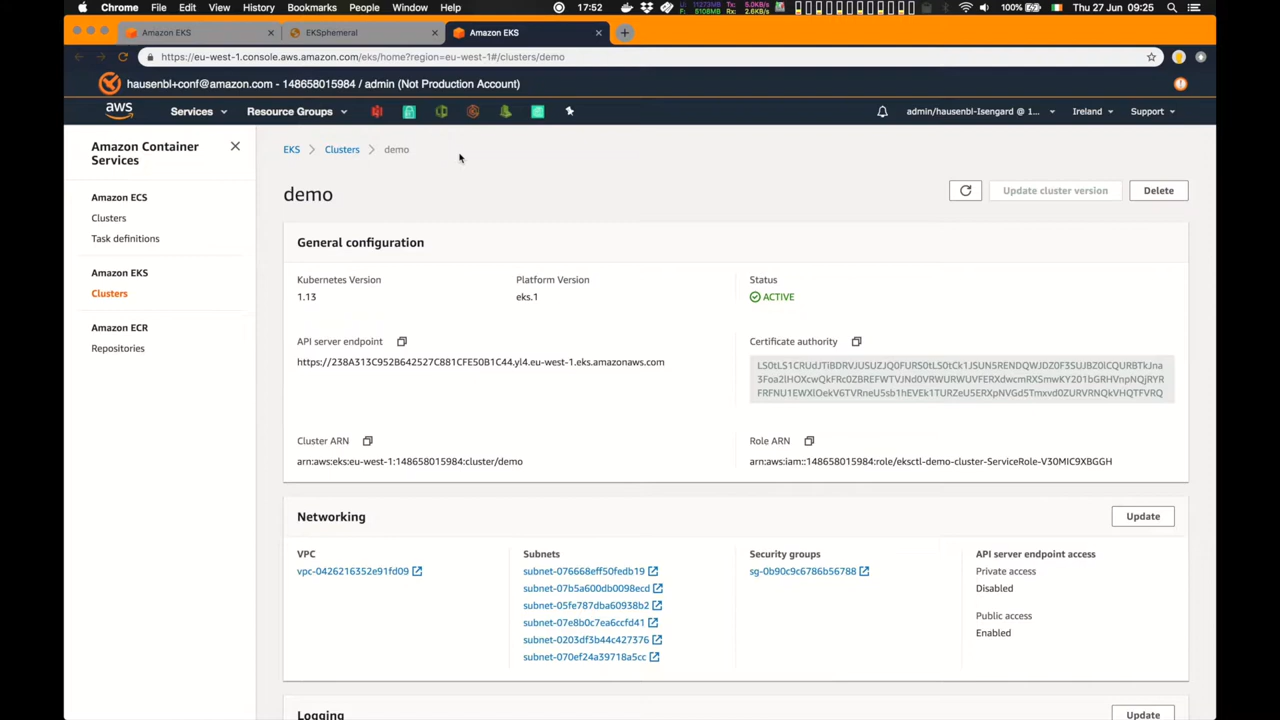 Chrome File Edit View History Bookmarks People Window Help 17:52 100% Thu 27 Jun 09:25
Amazon EKS
EKSphemeral
Amazon EKS
https://eu-west-1.console.aws.amazon.com/eks/home?region=eu-west-1#/clusters/demo
hausenbl+conf@amazon.com - 148658015984 / admin (Not Production Account)
aws Services Resource Groups admin/hausenbl-Isengard @ 1... Ireland Support
Amazon Container
Services
Amazon ECS
Clusters
Task definitions
Amazon EKS
Clusters
Amazon ECR
Repositories
EKS > Clusters > demo
demo
Update cluster version
Delete
General configuration
Kubernetes Version
1.13
Platform Version
eks.1
Status
ACTIVE
API server endpoint
https://238A313C952B642527C881CFE50B1C44.yl4.eu-west-1.eks.amazonaws.com
Certificate authority
Cluster ARN
arn:aws:eks:eu-west-1:148658015984:cluster/demo
Role ARN
arn:aws:iam::148658015984:role/eksctl-demo-cluster-ServiceRole-V30MIC9XBGGH
Networking
Update
VPC
vpc-0426216352e91fd09
Subnets
subnet-076668eff50fedb19
subnet-07b5a600db0098ecd
subnet-05fe787dba60938b2
subnet-07e8b0c7ea6ccfd41
subnet-0203df3b44c427376
subnet-070ef24a39718a5cc
Security groups
sg-0b90c9c6786b56788
API server endpoint access
Private access
Disabled
Public access
Enabled
Logging
Update